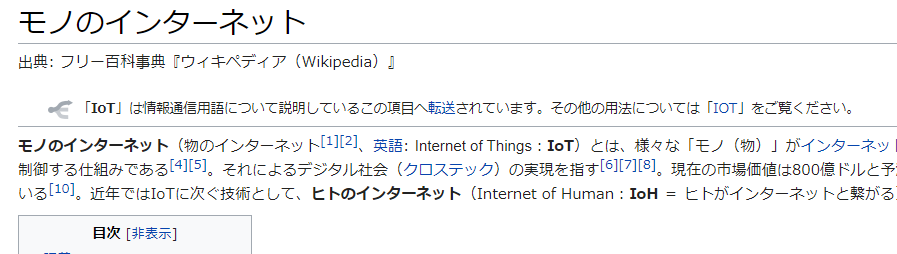 モノのインターネット
出典: フリー百科事典『ウィキペディア（Wikipedia）』
「IoT」は情報通信用語について説明しているこの項目へ転送されています。その他の用法については「IOT」をご覧ください。
モノのインターネット（物のインターネット[1][2]、英語: Internet of Things：IoT）とは、様々な「モノ（物）」がインターネッ
制御する仕組みである[4][5]。それによるデジタル社会（クロステック）の実現を指す[6][7][8]。現在の市場価値は800億ドルと予
いる[10]。近年ではIoTに次ぐ技術として、ヒトのインターネット（Internet of Human：IoH = ヒトがインターネットと繋がる
目次 [非表示]